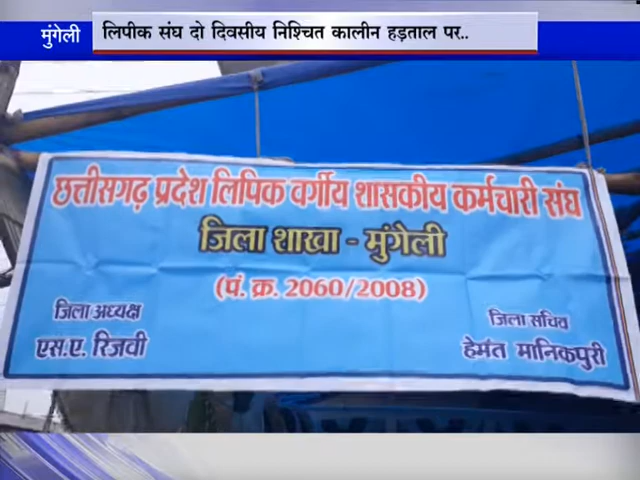 मुंगेली
लिपीक संघ दो दिवसीय निश्चित कालीन हड़ताल पर..
छत्तीसगढ़ प्रदेश लिपिक वर्गीय शासकीय कर्मचारी संघ
जिला शाखा - मुंगेली
(पं. क्र. 2060/2008)
जिला अध्यक्ष
एस.ए. रिजवी
जिला सचिव
हेमंत मानिकपुरी